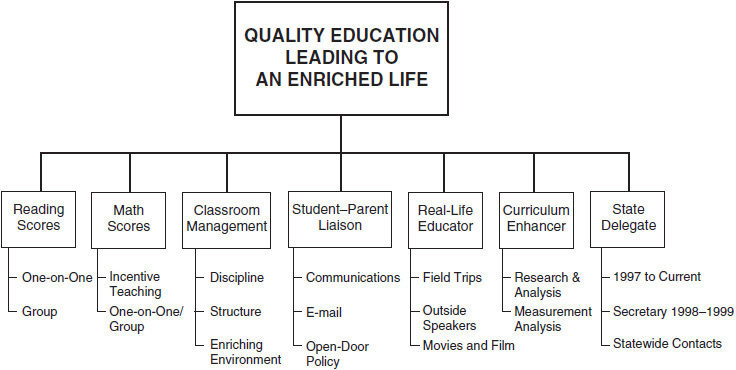 QUALITY EDUCATION
LEADING TO
AN ENRICHED LIFE
Reading
Scores
One-on-One
Group
Math
Scores
Incentive
Teaching
One-on-One/
Group
Classroom
Management
Discipline
Structure
Enriching
Environment
Student–Parent
Liaison
Communications
E-mail
Open-Door
Policy
Real-Life
Educator
Field Trips
Outside
Speakers
Movies and Film
Curriculum
Enhancer
Research &
Analysis
Measurement
Analysis
State
Delegate
1997 to Current
Secretary 1998–1999
Statewide Contacts